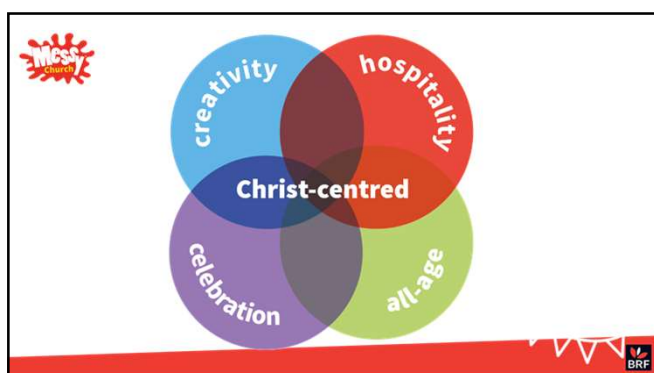 Messy
Church
creativity
hospitality
Christ-centred
celebration
all-age
BRF